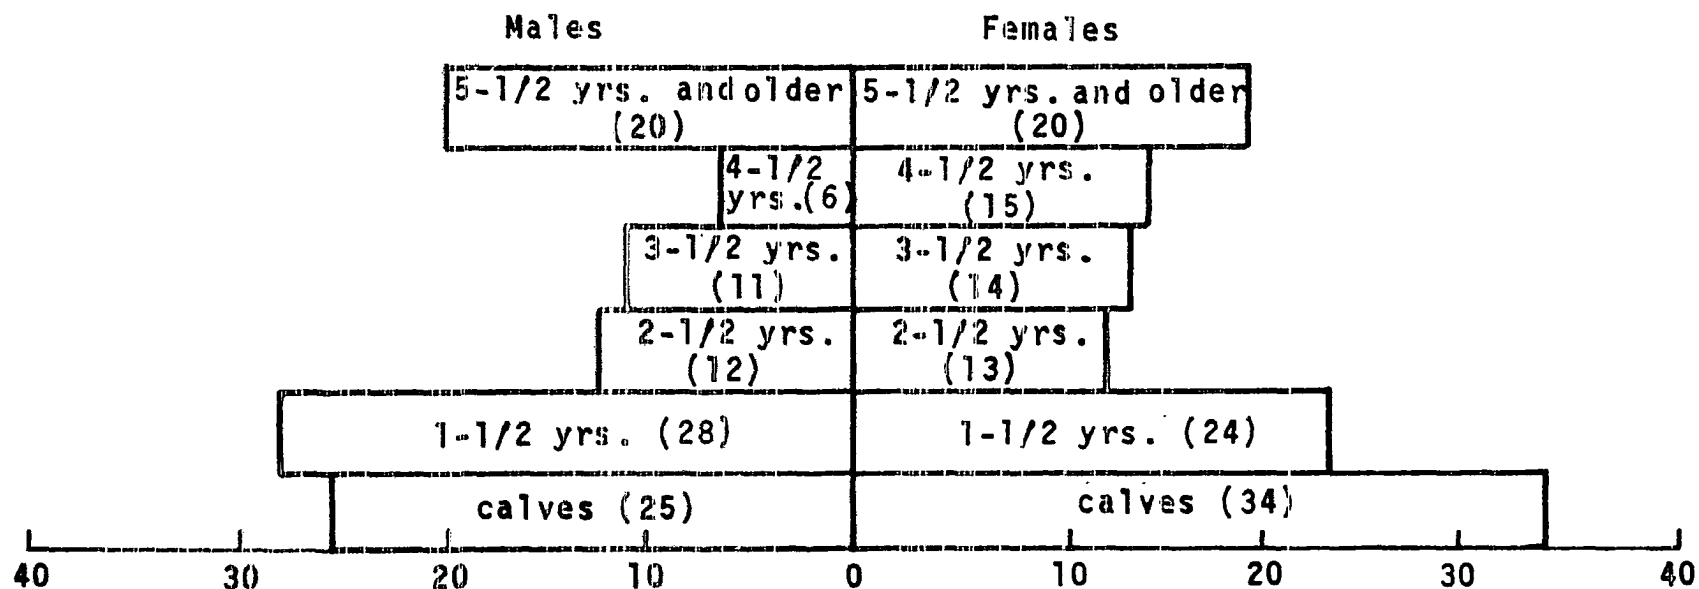 Males Females
5-1/2 yrs. and older 5-1/2 yrs. and older
(20) (20)
4-1/2 4-1/2 yrs.
yrs.(6) (15)
3-1/2 yrs. 3-1/2 yrs.
(11) (14)
2-1/2 yrs. 2-1/2 yrs.
(12) (13)
1-1/2 yrs. (28) 1-1/2 yrs. (24)
calves (25) calves (34)
40 30 20 10 0 10 20 30 40